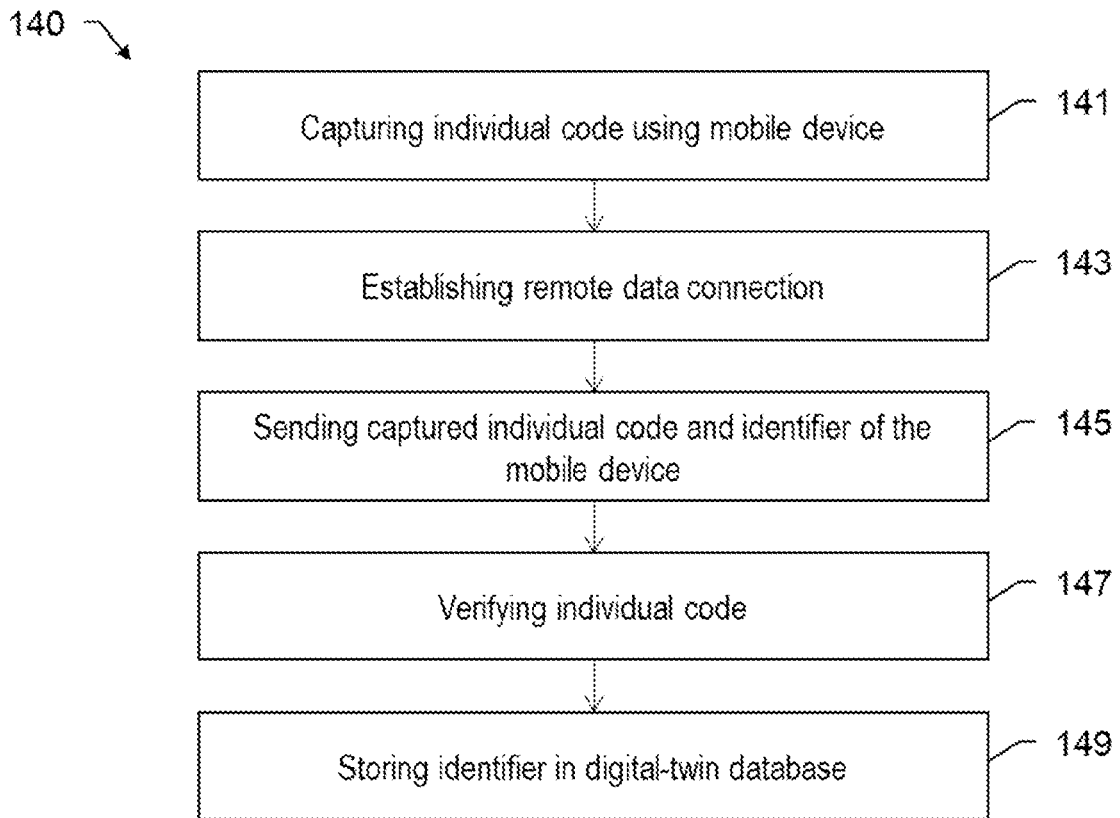 140
Capturing individual code using mobile device
141
Establishing remote data connection
143
Sending captured individual code and identifier of the
mobile device
145
Verifying individual code
147
Storing identifier in digital-twin database
149